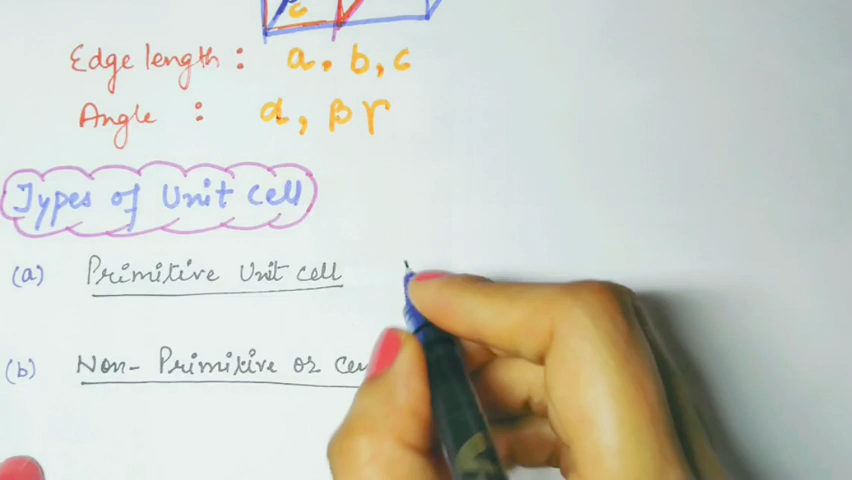 c
Edge length : a, b, c
Angle : α, β γ
Types of Unit Cell
(a) Primitive Unit cell
(b) Non-Primitive or